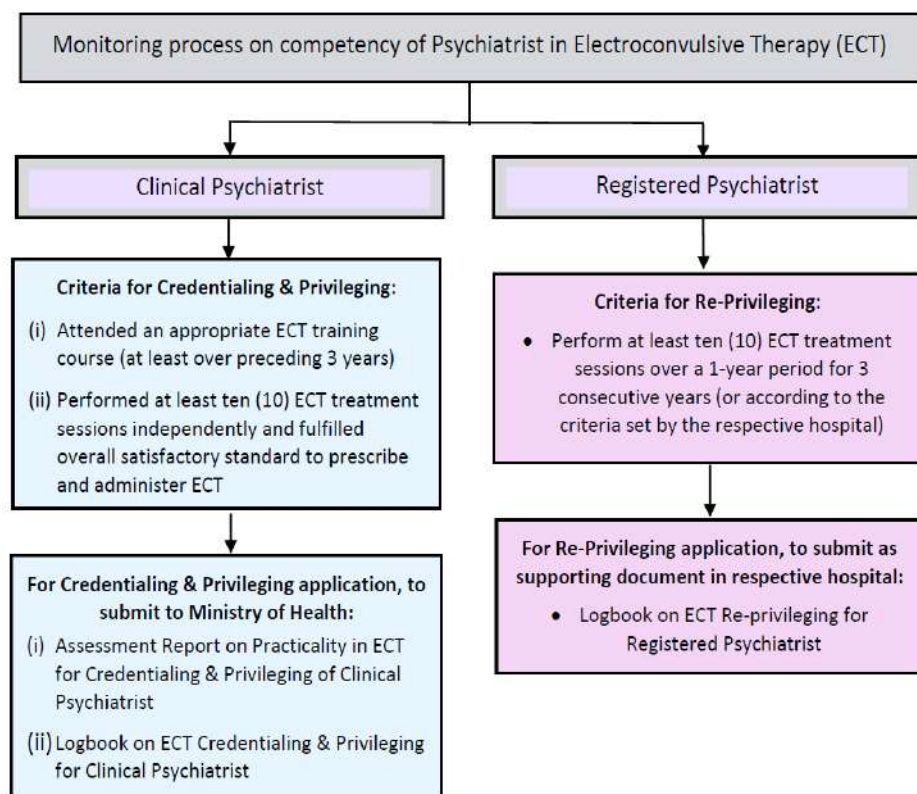 Monitoring process on competency of Psychiatrist in Electroconvulsive Therapy (ECT)
Clinical Psychiatrist
Registered Psychiatrist
Criteria for Credentialing & Privileging:
(i) Attended an appropriate ECT training
course (at least over preceding 3 years)
(ii) Performed at least ten (10) ECT treatment
sessions independently and fulfilled
overall satisfactory standard to prescribe
and administer ECT
Criteria for Re-Privileging:
• Perform at least ten (10) ECT treatment
sessions over a 1-year period for 3
consecutive years (or according to the
criteria set by the respective hospital)
For Credentialing & Privileging application, to
submit to Ministry of Health:
(i) Assessment Report on Practicality in ECT
for Credentialing & Privileging of Clinical
Psychiatrist
(ii) Logbook on ECT Credentialing & Privileging
for Clinical Psychiatrist
For Re-Privileging application, to submit as
supporting document in respective hospital:
• Logbook on ECT Re-privileging for
Registered Psychiatrist